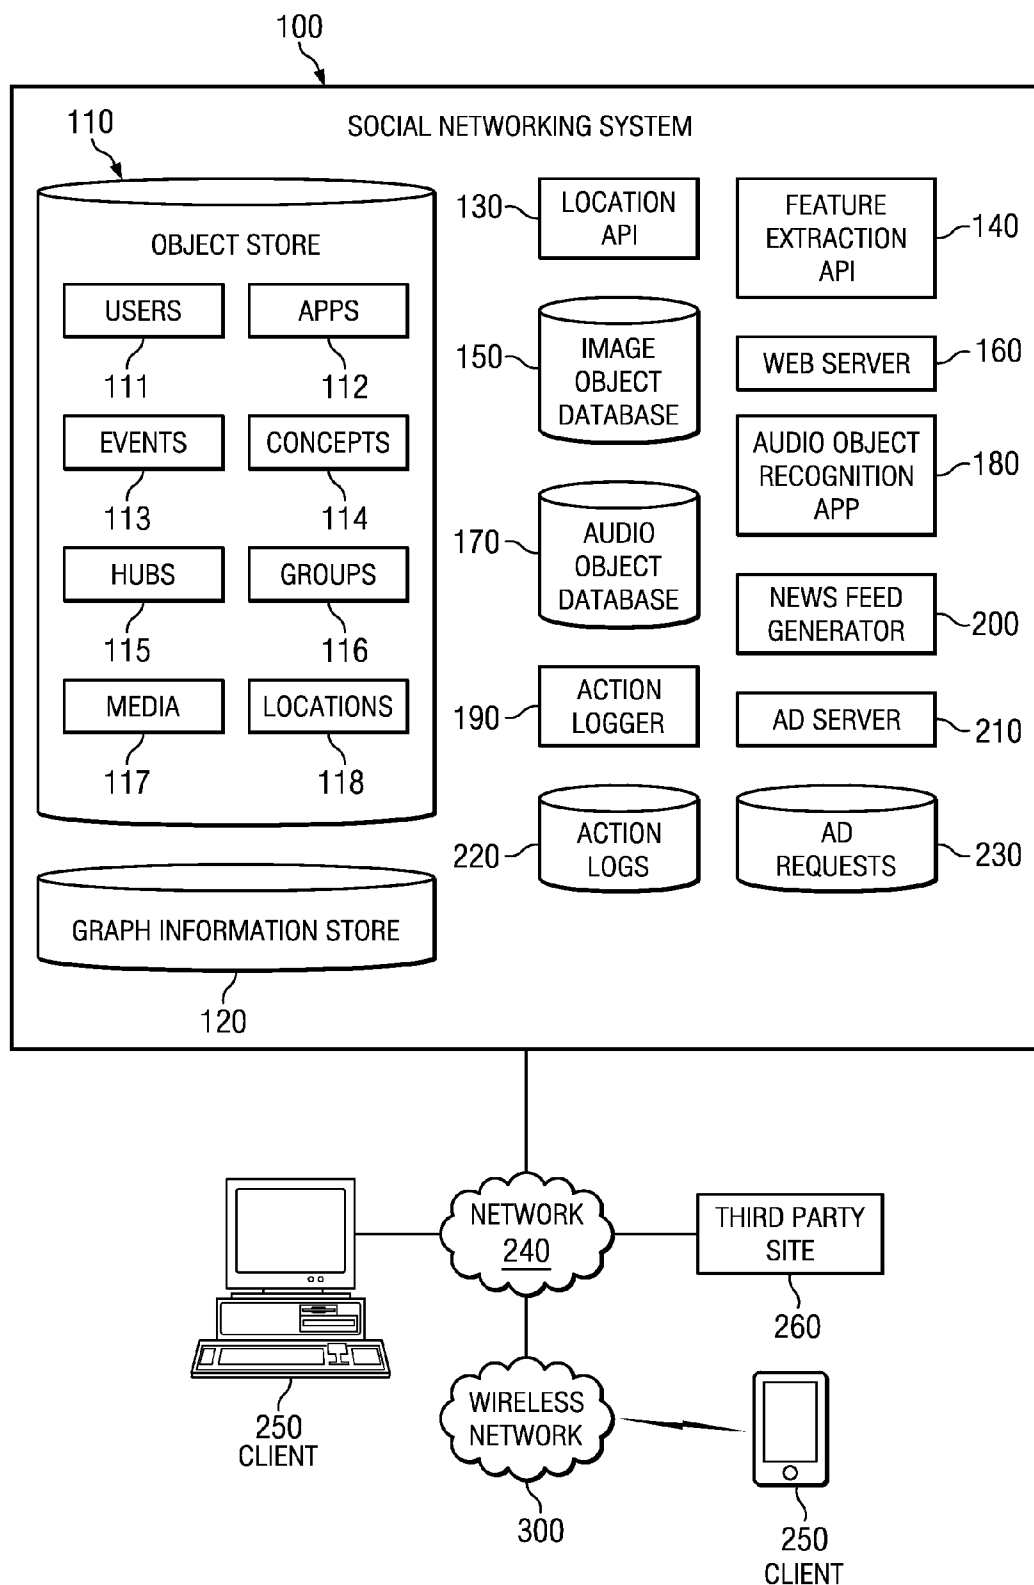 100
SOCIAL NETWORKING SYSTEM
110
OBJECT STORE
USERS
111
APPS
112
EVENTS
113
CONCEPTS
114
HUBS
115
GROUPS
116
MEDIA
117
LOCATIONS
118
GRAPH INFORMATION STORE
120
130
LOCATION
API
FEATURE
EXTRACTION
API
140
150
IMAGE
OBJECT
DATABASE
WEB SERVER
160
AUDIO OBJECT
RECOGNITION
APP
180
170
AUDIO
OBJECT
DATABASE
NEWS FEED
GENERATOR
200
190
ACTION
LOGGER
AD SERVER
210
220
ACTION
LOGS
AD
REQUESTS
230
NETWORK
240
THIRD PARTY
SITE
260
250
CLIENT
WIRELESS
NETWORK
300
250
CLIENT